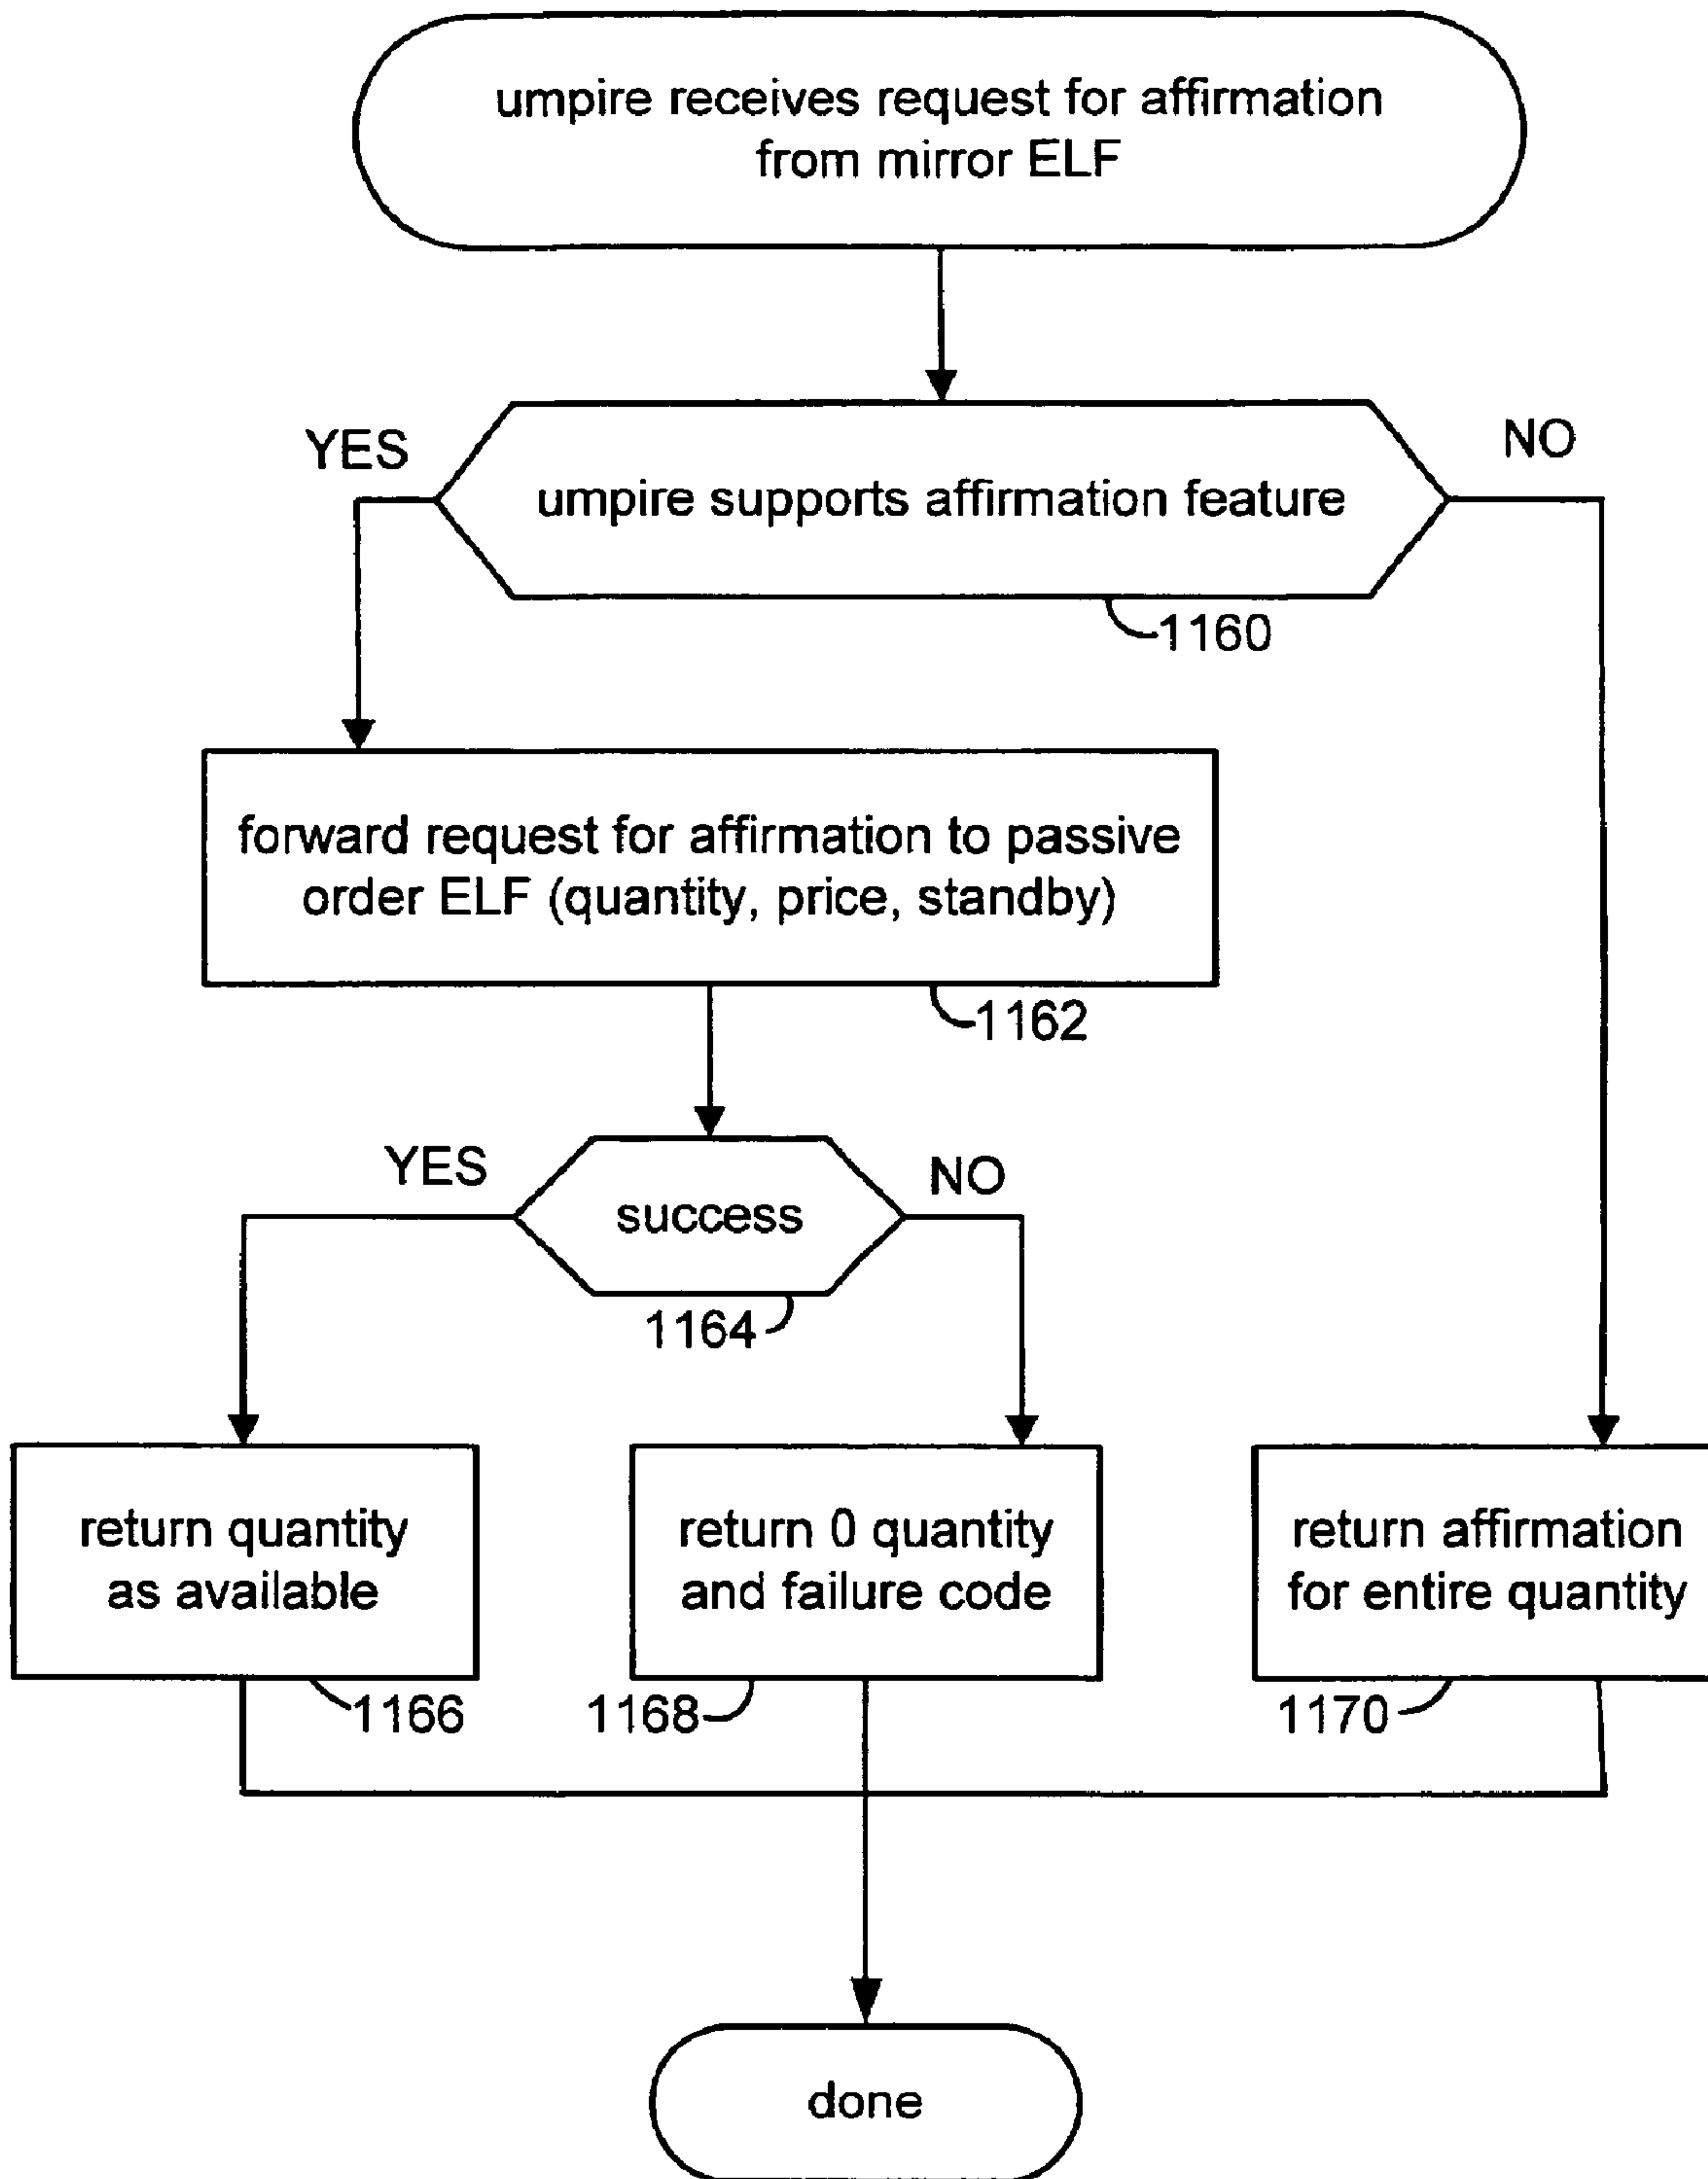 umpire receives request for affirmation
from mirror ELF
YES
NO
umpire supports affirmation feature
1160
forward request for affirmation to passive
order ELF (quantity, price, standby)
1162
YES
NO
success
1164
return quantity
as available
return 0 quantity
and failure code
return affirmation
for entire quantity
1166
1168
1170
done